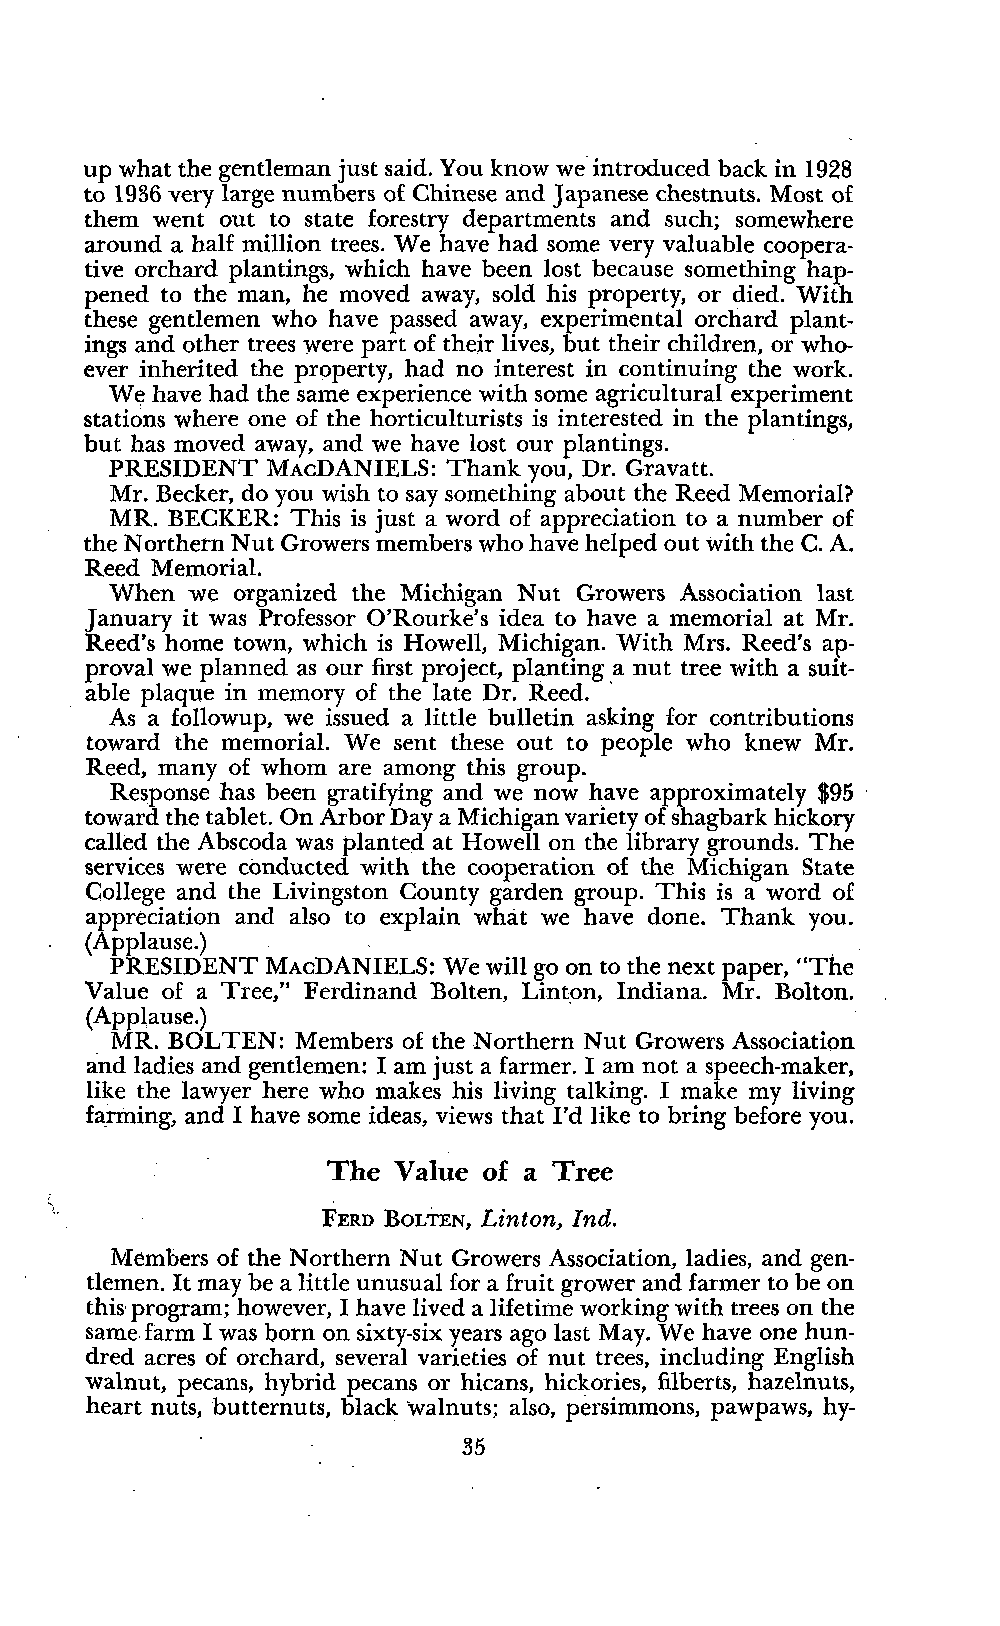 up what the gentleman just said. You know we introduced back in 1928
to 1936 very large numbers of Chinese and Japanese chestnuts. Most of
them went out to state forestry departments and such; somewhere
around a half million trees. We have had some very valuable coopera-
tive orchard plantings, which have been lost because something hap-
pened to the man, he moved away, sold his property, or died. With
these gentlemen who have passed away, experimental orchard plant-
ings and other trees were part of their lives, but their children, or who-
ever inherited the property, had no interest in continuing the work.
We have had the same experience with some agricultural experiment
stations where one of the horticulturists is interested in the plantings,
but has moved away, and we have lost our plantings.
PRESIDENT MACDANIELS: Thank you, Dr. Gravatt.
Mr. Becker, do you wish to say something about the Reed Memorial?
MR. BECKER: This is just a word of appreciation to a number of
the Northern Nut Growers members who have helped out with the C. A.
Reed Memorial.
When we organized the Michigan Nut Growers Association last
January it was Professor O'Rourke's idea to have a memorial at Mr.
Reed's home town, which is Howell, Michigan. With Mrs. Reed's ap-
proval we planned as our first project, planting a nut tree with a suit-
able plaque in memory of the late Dr. Reed.
As a followup, we issued a little bulletin asking for contributions
toward the memorial. We sent these out to people who knew Mr.
Reed, many of whom are among this group.
Response has been gratifying and we now have approximately $95
toward the tablet. On Arbor Day a Michigan variety of shagbark hickory
called the Abscoda was planted at Howell on the library grounds. The
services were conducted with the cooperation of the Michigan State
College and the Livingston County garden group. This is a word of
appreciation and also to explain what we have done. Thank you.
(Applause.)
PRESIDENT MACDANIELS: We will go on to the next paper, "The
Value of a Tree," Ferdinand Bolten, Linton, Indiana. Mr. Bolton.
(Applause.)
MR. BOLTEN: Members of the Northern Nut Growers Association
and ladies and gentlemen: I am just a farmer. I am not a speech-maker,
like the lawyer here who makes his living talking. I make my living
farming, and I have some ideas, views that I'd like to bring before you.
The Value of a Tree
FERD BOLTEN, Linton, Ind.
Members of the Northern Nut Growers Association, ladies, and gen-
tlemen. It may be a little unusual for a fruit grower and farmer to be on
this program; however, I have lived a lifetime working with trees on the
same farm I was born on sixty-six years ago last May. We have one hun-
dred acres of orchard, several varieties of nut trees, including English
walnut, pecans, hybrid pecans or hicans, hickories, filberts, hazelnuts,
heart nuts, butternuts, black walnuts; also, persimmons, pawpaws, hy-
35